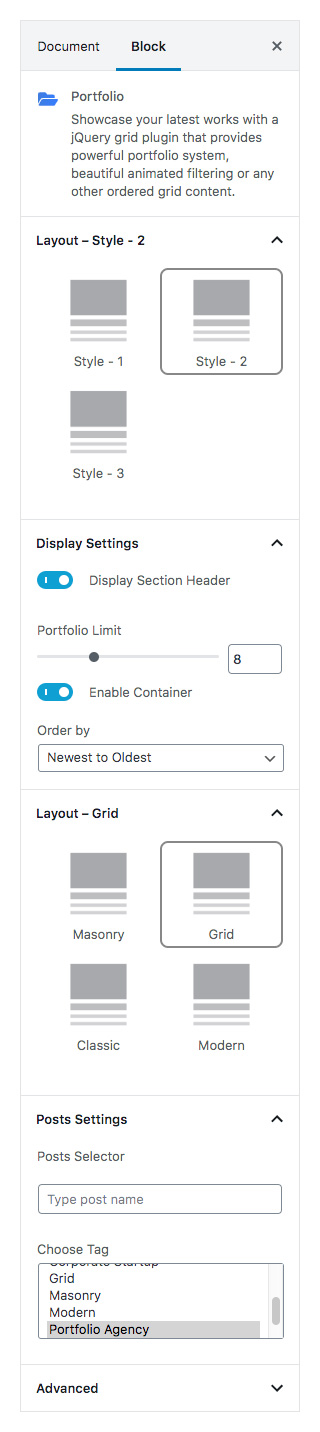 Document Block ×
Portfolio
Showcase your latest works with a
jQuery grid plugin that provides
powerful portfolio system,
beautiful animated filtering or any
other ordered grid content.
Layout – Style - 2
Style - 1 Style - 2
Style - 3
Display Settings
Display Section Header
Portfolio Limit
8
Enable Container
Order by
Newest to Oldest
Layout – Grid
Masonry Grid
Classic Modern
Posts Settings
Posts Selector
Type post name
Choose Tag
Corporate Startup
Grid
Masonry
Modern
Portfolio Agency
Advanced